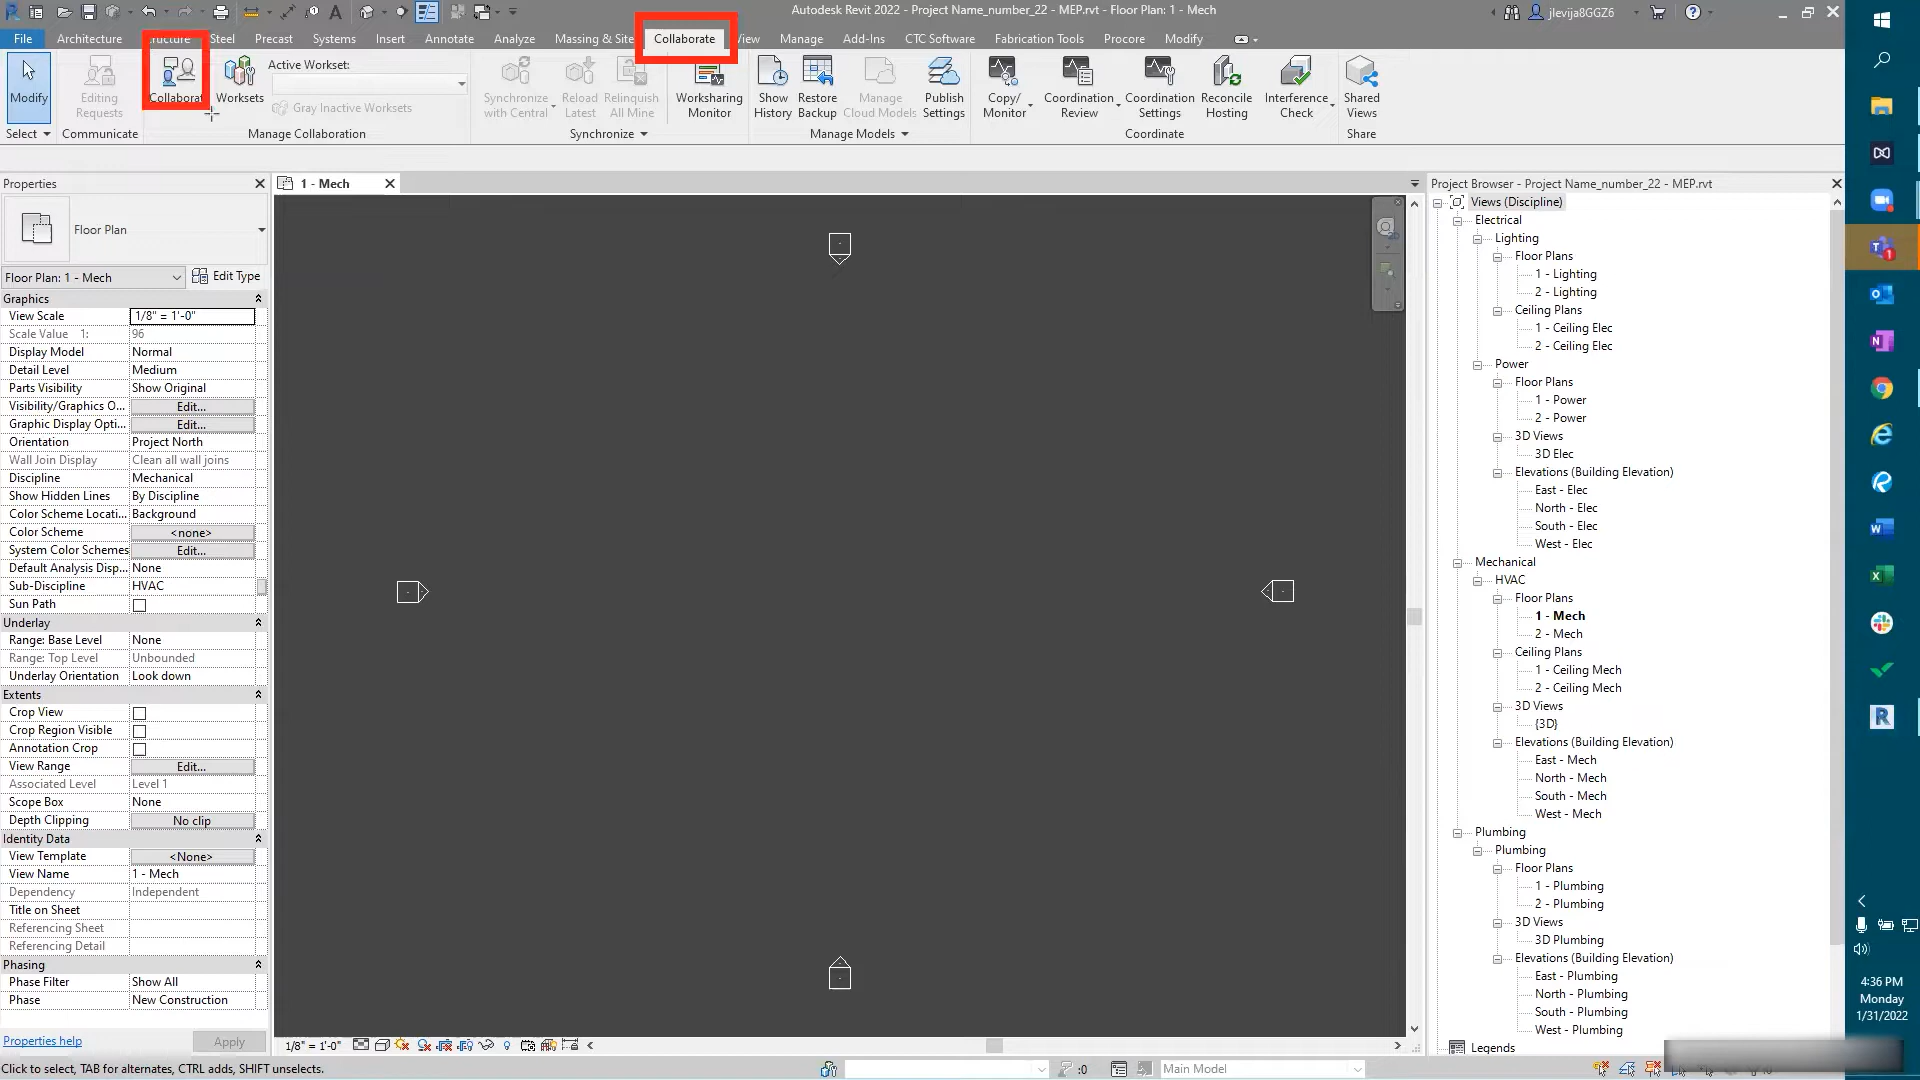 Autodesk Revit 2022 - Project Name_number_22 - MEP.rvt - Floor Plan: 1 - Mech
jlevija8GGZ6
File Architecture Steel Precast Systems Insert Annotate Analyze Massing & Site Collaborate View Manage Add-Ins CTC Software Fabrication Tools Procore Modify
Modify
Editing Requests
Worksets
Active Workset:
Gray Inactive Worksets
Synchronize with Central
Reload Latest
Relinquish All Mine
Worksharing Monitor
Show History
Restore Backup
Manage Cloud Models
Publish Settings
Copy/ Monitor
Coordination Review
Coordination Settings
Reconcile Hosting
Interference Check
Shared Views
Select Communicate Manage Collaboration Synchronize Manage Models Coordinate Share
Properties
Floor Plan
Floor Plan: 1 - Mech Edit Type
Graphics
View Scale 1/8" = 1'-0"
Scale Value 1: 96
Display Model Normal
Detail Level Medium
Parts Visibility Show Original
Visibility/Graphics O... Edit...
Graphic Display Opti... Edit...
Orientation Project North
Wall Join Display Clean all wall joins
Discipline Mechanical
Show Hidden Lines By Discipline
Color Scheme Locati... Background
Color Scheme <none>
System Color Schemes Edit...
Default Analysis Disp... None
Sub-Discipline HVAC
Sun Path
Underlay
Range: Base Level None
Range: Top Level Unbounded
Underlay Orientation Look down
Extents
Crop View
Crop Region Visible
Annotation Crop
View Range Edit...
Associated Level Level 1
Scope Box None
Depth Clipping No clip
Identity Data
View Template <None>
View Name 1 - Mech
Dependency Independent
Title on Sheet
Referencing Sheet
Referencing Detail
Phasing
Phase Filter Show All
Phase New Construction
Properties help Apply
1 - Mech
1/8" = 1'-0"
Project Browser - Project Name_number_22 - MEP.rvt
Views (Discipline)
Electrical
Lighting
Floor Plans
1 - Lighting
2 - Lighting
Ceiling Plans
1 - Ceiling Elec
2 - Ceiling Elec
Power
Floor Plans
1 - Power
2 - Power
3D Views
3D Elec
Elevations (Building Elevation)
East - Elec
North - Elec
South - Elec
West - Elec
Mechanical
HVAC
Floor Plans
1 - Mech
2 - Mech
Ceiling Plans
1 - Ceiling Mech
2 - Ceiling Mech
3D Views
{3D}
Elevations (Building Elevation)
East - Mech
North - Mech
South - Mech
West - Mech
Plumbing
Plumbing
Floor Plans
1 - Plumbing
2 - Plumbing
3D Views
3D Plumbing
Elevations (Building Elevation)
East - Plumbing
North - Plumbing
South - Plumbing
West - Plumbing
Legends
Click to select, TAB for alternates, CTRL adds, SHIFT unselects.
:0
Main Model
4:36 PM
Monday
1/31/2022